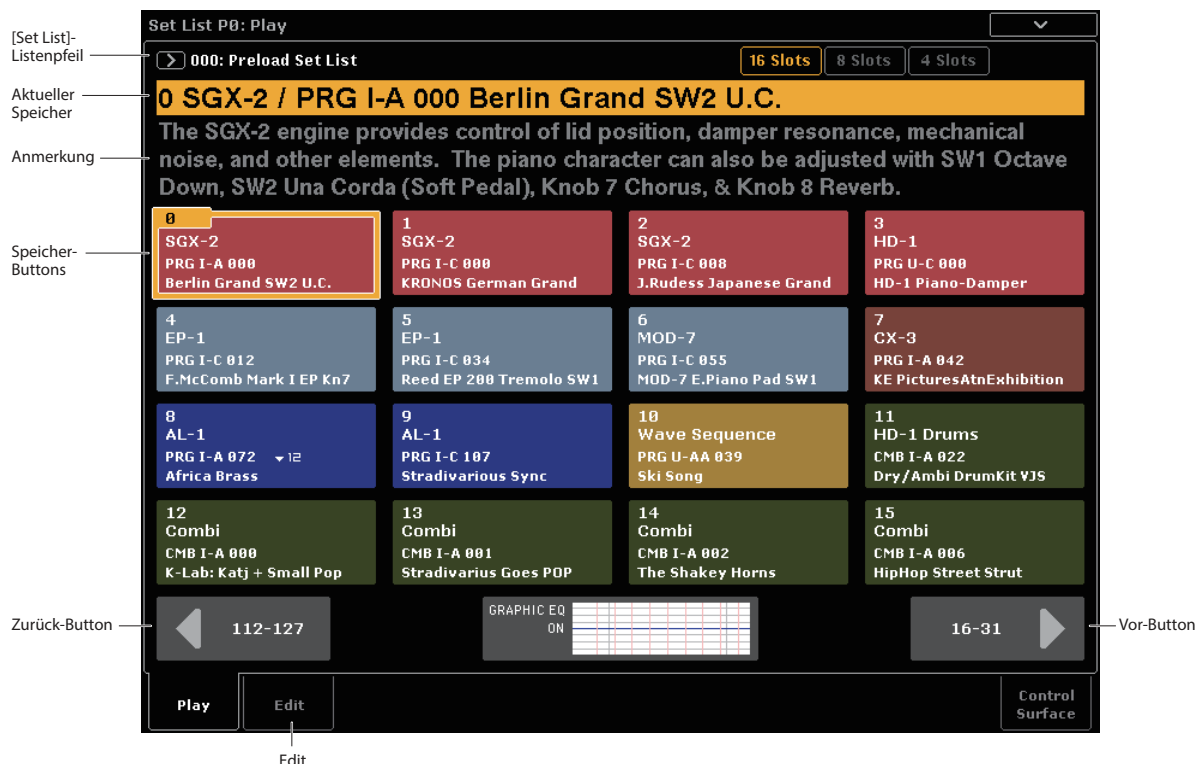 Set List P0: Play
[Set List]-
Listenpfeil
000: Preload Set List
16 Slots
8 Slots
4 Slots
Aktueller
Speicher
0 SGX-2 / PRG I-A 000 Berlin Grand SW2 U.C.
Anmerkung
The SGX-2 engine provides control of lid position, damper resonance, mechanical
noise, and other elements. The piano character can also be adjusted with SW1 Octave
Down, SW2 Una Corda (Soft Pedal), Knob 7 Chorus, & Knob 8 Reverb.
Speicher-
Buttons
0
SGX-2
PRG I-A 000
Berlin Grand SW2 U.C.
1
SGX-2
PRG I-C 000
KRONOS German Grand
2
SGX-2
PRG I-C 008
J.Rudess Japanese Grand
3
HD-1
PRG U-C 000
HD-1 Piano-Damper
4
EP-1
PRG I-C 012
F.McComb Mark I EP Kn7
5
EP-1
PRG I-C 034
Reed EP 200 Tremolo SW1
6
MOD-7
PRG I-C 055
MOD-7 E.Piano Pad SW1
7
CX-3
PRG I-A 042
KE PicturesAtnExhibition
8
AL-1
PRG I-A 072 12
Africa Brass
9
AL-1
PRG I-C 107
Stradivarious Sync
10
Wave Sequence
PRG U-AA 039
Ski Song
11
HD-1 Drums
CMB I-A 022
Dry/Ambi DrumKit VJS
12
Combi
CMB I-A 000
K-Lab: Katj + Small Pop
13
Combi
CMB I-A 001
Stradivarius Goes POP
14
Combi
CMB I-A 002
The Shakey Horns
15
Combi
CMB I-A 006
HipHop Street Strut
Zurück-Button
112-127
GRAPHIC EQ
ON
16-31
Vor-Button
Play
Edit
Control
Surface
Edit